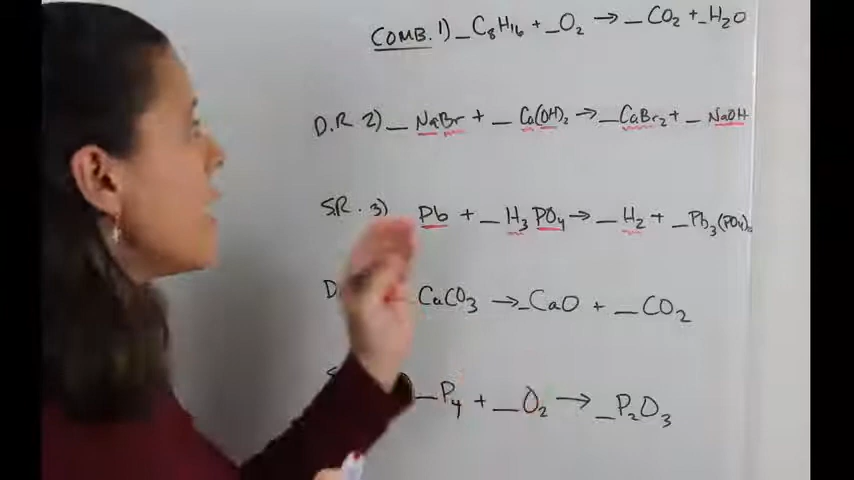 COMB. 1) _C₈H₁₆ + _O₂ → _CO₂ + _H₂O
D.R 2) _ NaBr + _ Ca(OH)₂ → _CaBr₂ + _ NaOH
S.R. 3) Pb + _ H₃PO₄ → _ H₂ + _Pb₃(PO₄)₂
D. CaCO₃ → _CaO + _CO₂
_P₄ + _O₂ → _P₂O₃